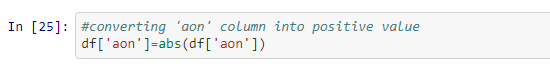 In [25]: #converting 'aon' column into positive value
df['aon']=abs(df['aon'])